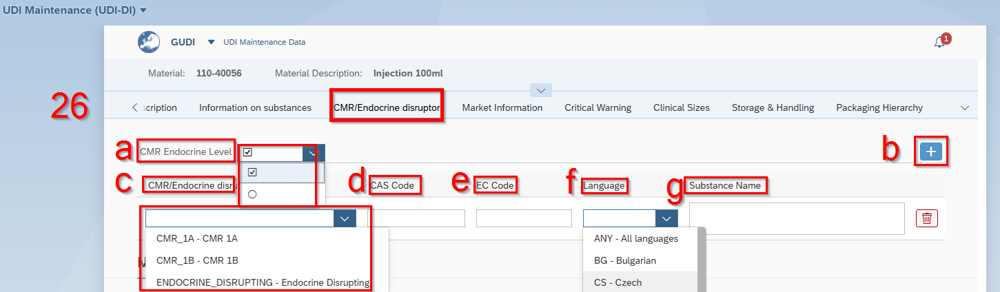 UDI Maintenance (UDI-DI)
GUDI UDI Maintenance Data 1
Material: 110-40056 Material Description: Injection 100ml
26
scription Information on substances CMR/Endocrine disruptor Market Information Critical Warning Clinical Sizes Storage & Handling Packaging Hierarchy
a CMR Endocrine Level b
c CMR/Endocrine disru d CAS Code e EC Code f Language g Substance Name
CMR_1A - CMR 1A ANY - All languages
CMR_1B - CMR 1B BG - Bulgarian
ENDOCRINE_DISRUPTING - Endocrine Disrupting CS - Czech